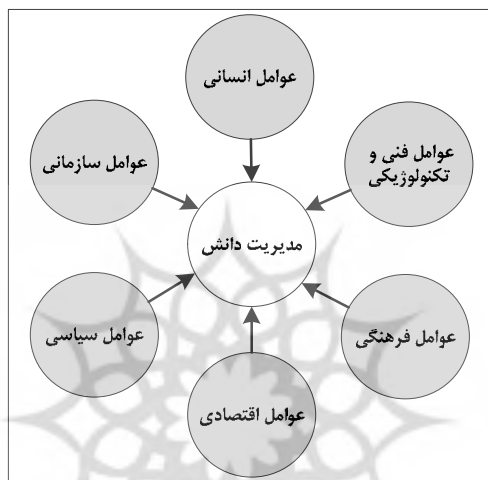 عوامل انسانی
عوامل فنی و
تکنولوژیکی
عوامل سازمانی
مدیریت دانش
عوامل فرهنگی
عوامل سیاسی
عوامل اقتصادی